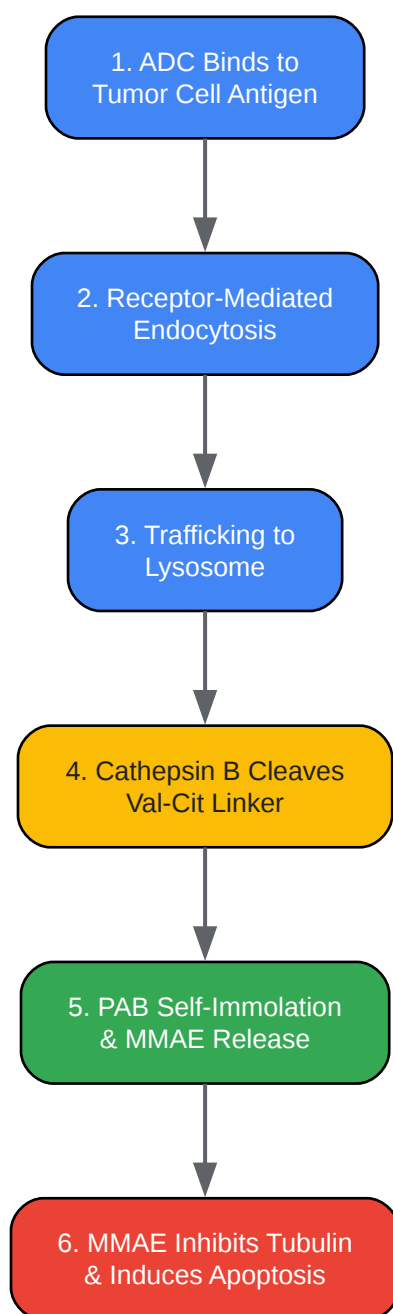 1. ADC Binds to
Tumor Cell Antigen
2. Receptor-Mediated
Endocytosis
3. Trafficking to
Lysosome
4. Cathepsin B Cleaves
Val-Cit Linker
5. PAB Self-Immolation
& MMAE Release
6. MMAE Inhibits Tubulin
& Induces Apoptosis